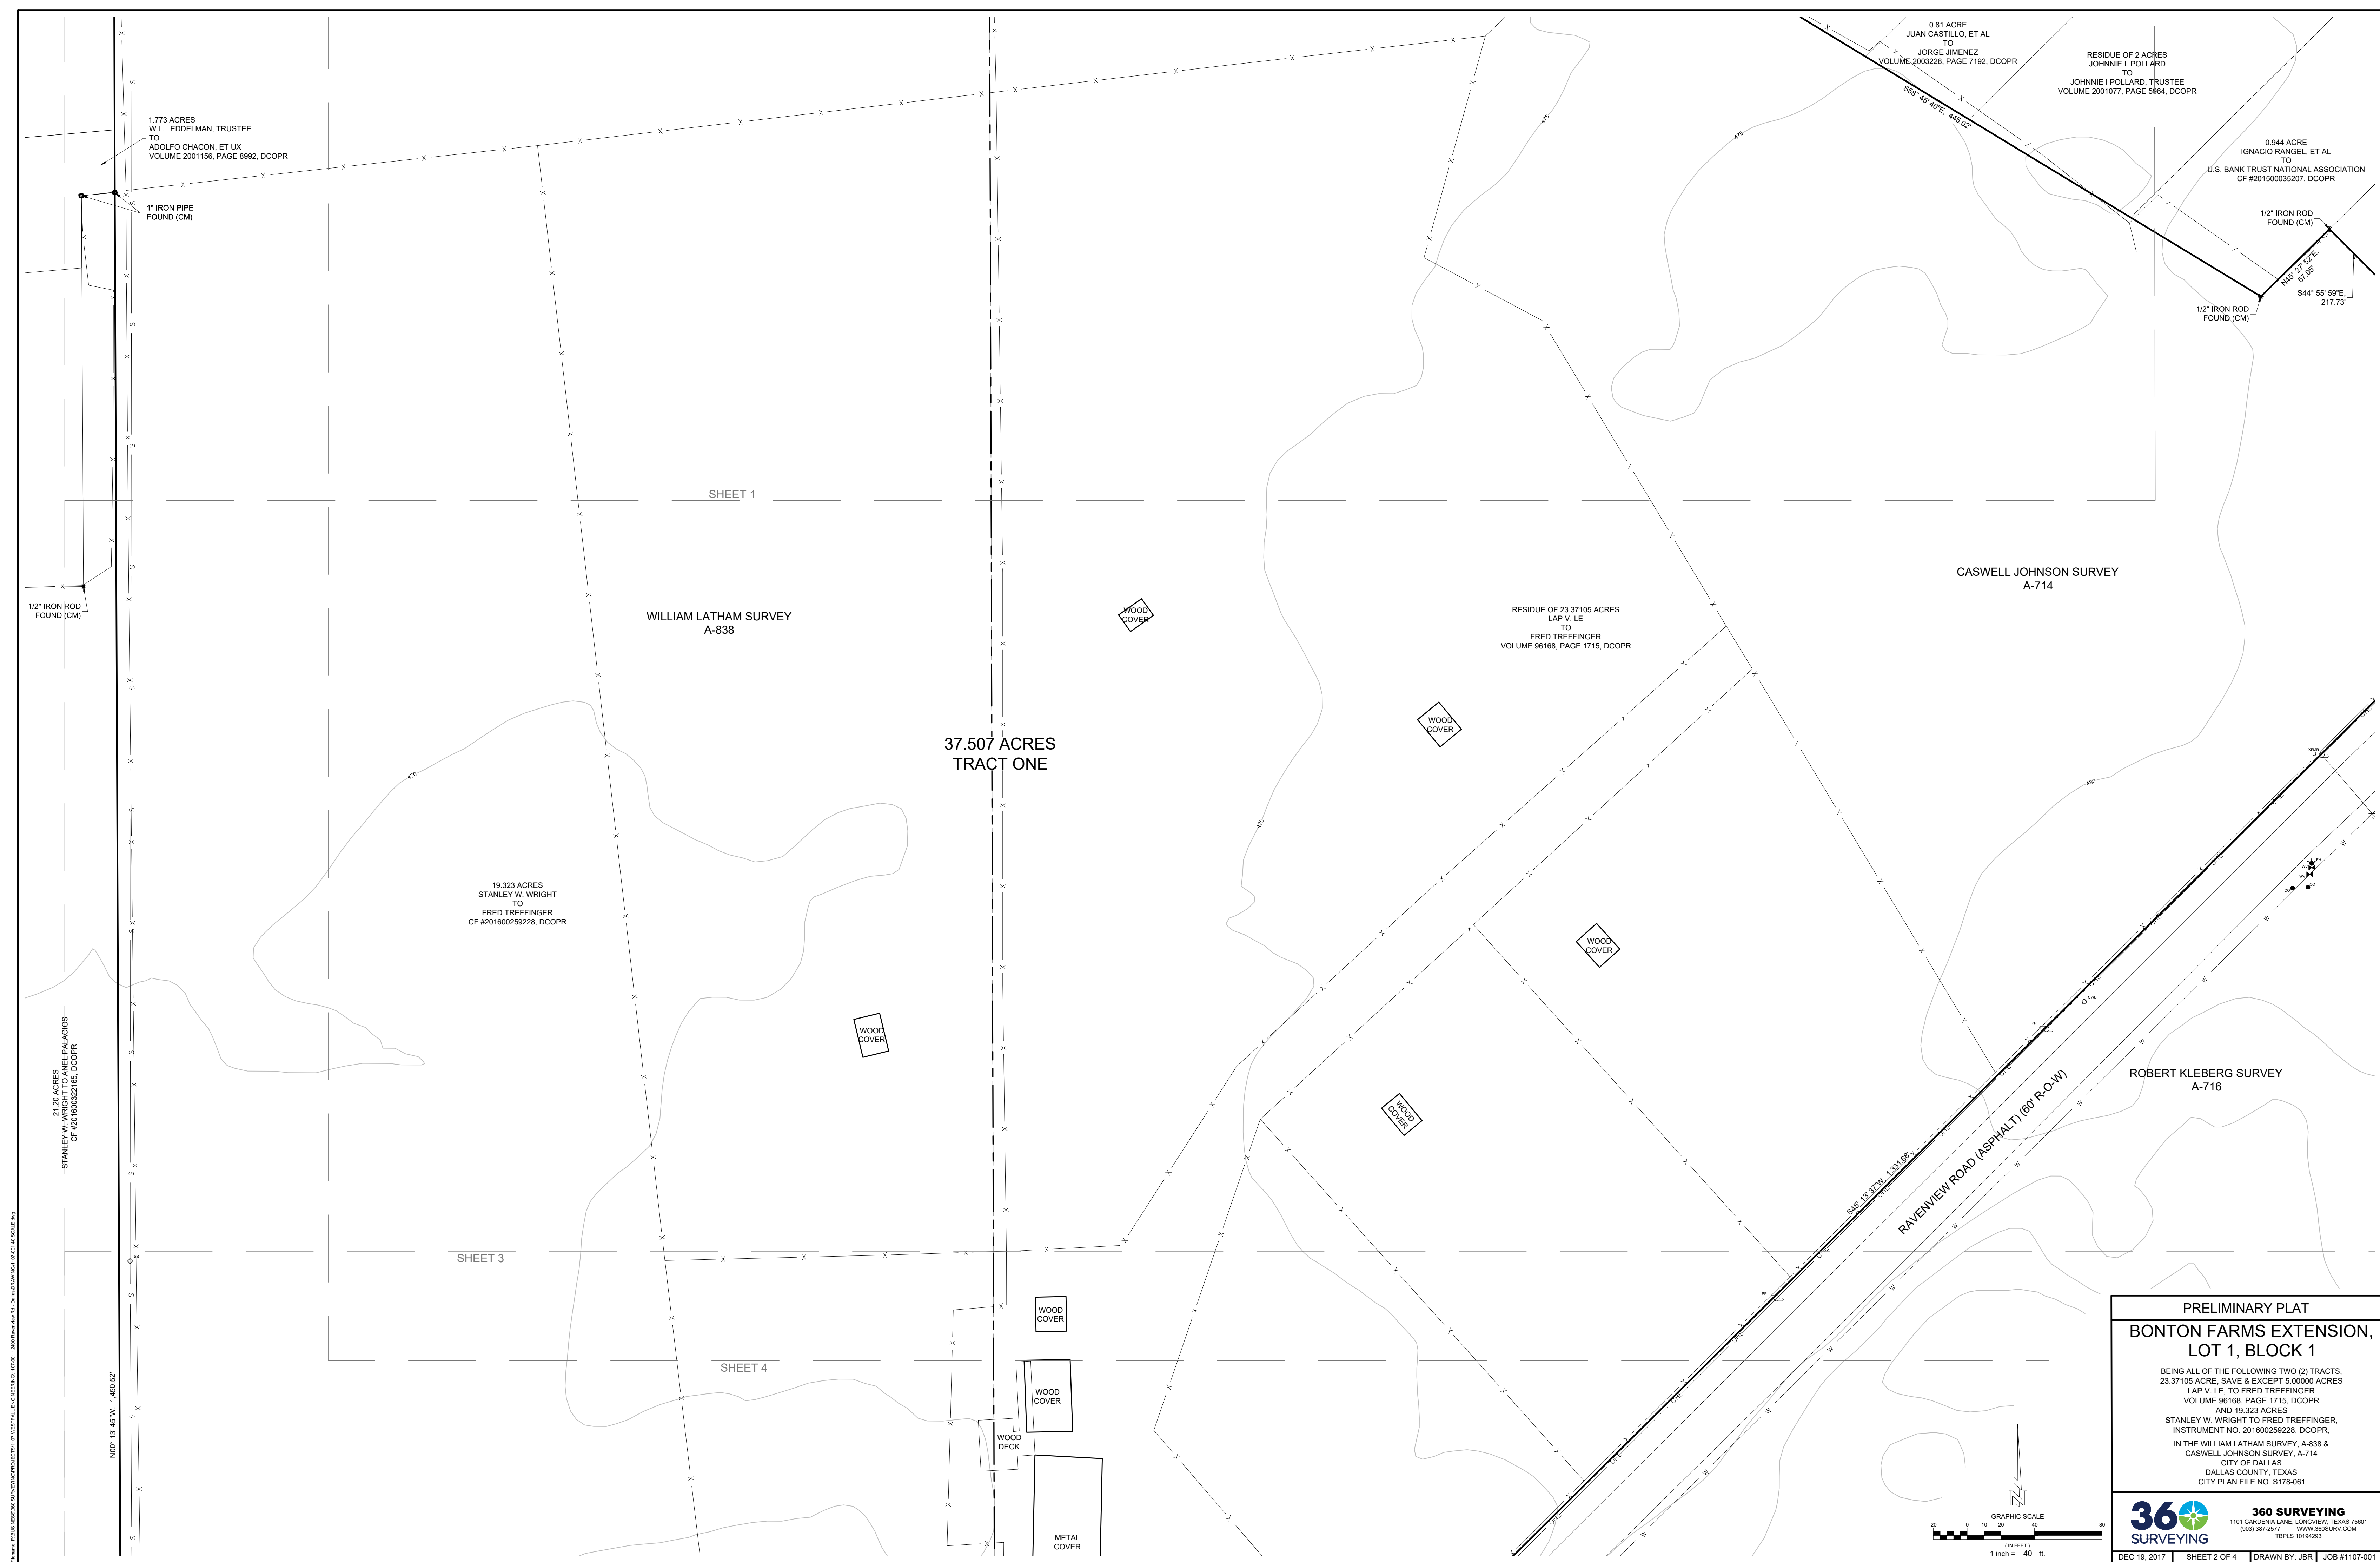 1.773 ACRES
W.L. EDDELMAN, TRUSTEE
TO
ADOLFO CHACON, ET UX
VOLUME 2001156, PAGE 8992, DCOPR
1" IRON PIPE
FOUND (CM)
1/2" IRON ROD
FOUND (CM)
0.81 ACRE
JUAN CASTILLO, ET AL
TO
JORGE JIMENEZ
VOLUME 2003228, PAGE 7192, DCOPR
RESIDUE OF 2 ACRES
JOHNNIE I. POLLARD
TO
JOHNNIE I POLLARD, TRUSTEE
VOLUME 2001077, PAGE 5964, DCOPR
S58° 45' 40"E, 445.02'
0.944 ACRE
IGNACIO RANGEL, ET AL
TO
U.S. BANK TRUST NATIONAL ASSOCIATION
CF #201500035207, DCOPR
1/2" IRON ROD
FOUND (CM)
N45° 27' 52"E,
57.05'
S44° 55' 59"E,
217.73'
1/2" IRON ROD
FOUND (CM)
475
475
SHEET 1
WILLIAM LATHAM SURVEY
A-838
WOOD
COVER
RESIDUE OF 23.37105 ACRES
LAP V. LE
TO
FRED TREFFINGER
VOLUME 96168, PAGE 1715, DCOPR
CASWELL JOHNSON SURVEY
A-714
WOOD
COVER
37.507 ACRES
TRACT ONE
470
475
480
XFMR
19.323 ACRES
STANLEY W. WRIGHT
TO
FRED TREFFINGER
CF #201600259228, DCOPR
WOOD
COVER
WOOD
COVER
WOOD
COVER
SWB
PP
PP
21.20 ACRES
STANLEY W. WRIGHT TO ANEL PALACIOS
CF #201600322165, DCOPR
ROBERT KLEBERG SURVEY
A-716
RAVENVIEW ROAD (ASPHALT) (60' R-O-W)
S45° 13' 37"W, 1,331.68'
SHEET 3
SHEET 4
N00° 13' 45"W, 1,450.52'
WOOD
COVER
WOOD
COVER
WOOD
DECK
METAL
COVER
GRAPHIC SCALE
20 0 10 20 40 80
( IN FEET )
1 inch = 40 ft.
PRELIMINARY PLAT
BONTON FARMS EXTENSION,
LOT 1, BLOCK 1
BEING ALL OF THE FOLLOWING TWO (2) TRACTS,
23.37105 ACRE, SAVE & EXCEPT 5.00000 ACRES
LAP V. LE, TO FRED TREFFINGER
VOLUME 96168, PAGE 1715, DCOPR
AND 19.323 ACRES
STANLEY W. WRIGHT TO FRED TREFFINGER,
INSTRUMENT NO. 201600259228, DCOPR,
IN THE WILLIAM LATHAM SURVEY, A-838 &
CASWELL JOHNSON SURVEY, A-714
CITY OF DALLAS
DALLAS COUNTY, TEXAS
CITY PLAN FILE NO. S178-061
360
SURVEYING
360 SURVEYING
1101 GARDENIA LANE, LONGVIEW, TEXAS 75601
(903) 387-2577 WWW.360SURV.COM
TBPLS 10194293
DEC 19, 2017 SHEET 2 OF 4 DRAWN BY: JBR JOB #1107-001